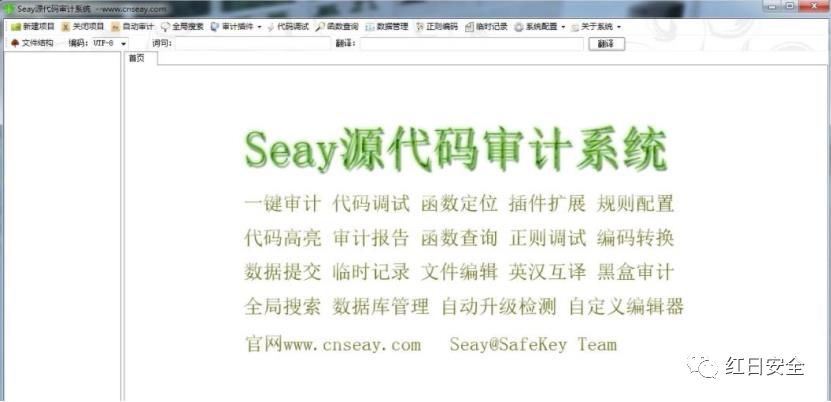 Seay源代码审计系统 --www.cnseay.com
新建项目 关闭项目 自动审计 全局搜索 审计插件 代码调试 函数查询 数据管理 正则编码 临时记录 系统配置 关于系统
文件结构 编码: UTF-8 词句: 翻译: 翻译
首页
Seay源代码审计系统
一键审计 代码调试 函数定位 插件扩展 规则配置
代码高亮 审计报告 函数查询 正则调试 编码转换
数据提交 临时记录 文件编辑 英汉互译 黑盒审计
全局搜索 数据库管理 自动升级检测 自定义编辑器
官网www.cnseay.com Seay@SafeKey Team
红日安全